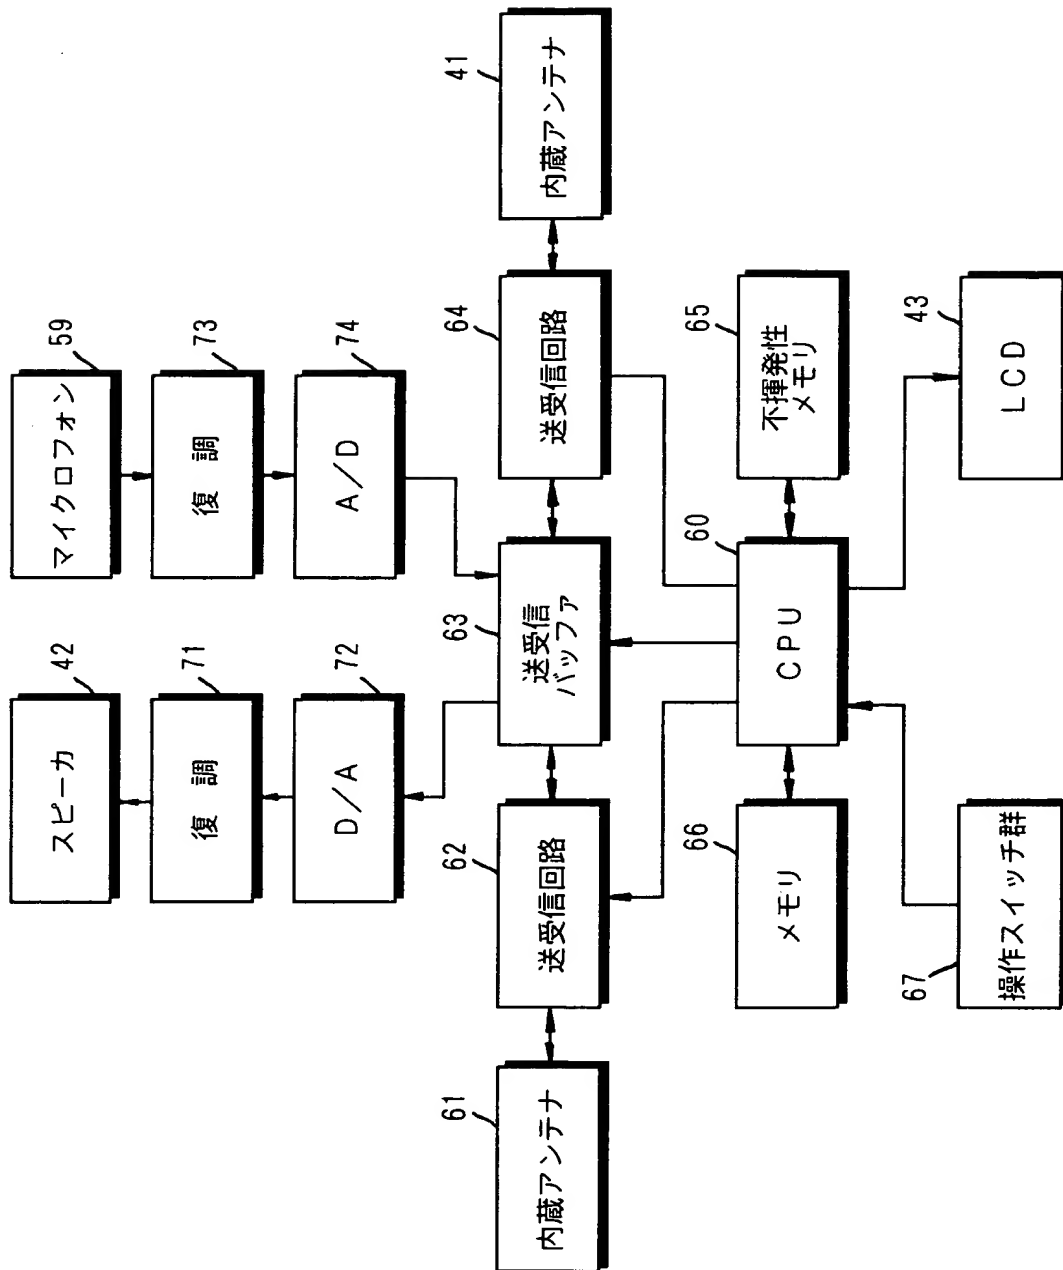 スピーカ
42
マイクロフォン
59
復 調
71
復 調
73
D/A
72
A/D
74
内蔵アンテナ
61
送受信回路
62
送受信
バッファ
63
送受信回路
64
内蔵アンテナ
41
メモリ
66
CPU
60
不揮発性
メモリ
65
操作スイッチ群
67
LCD
43